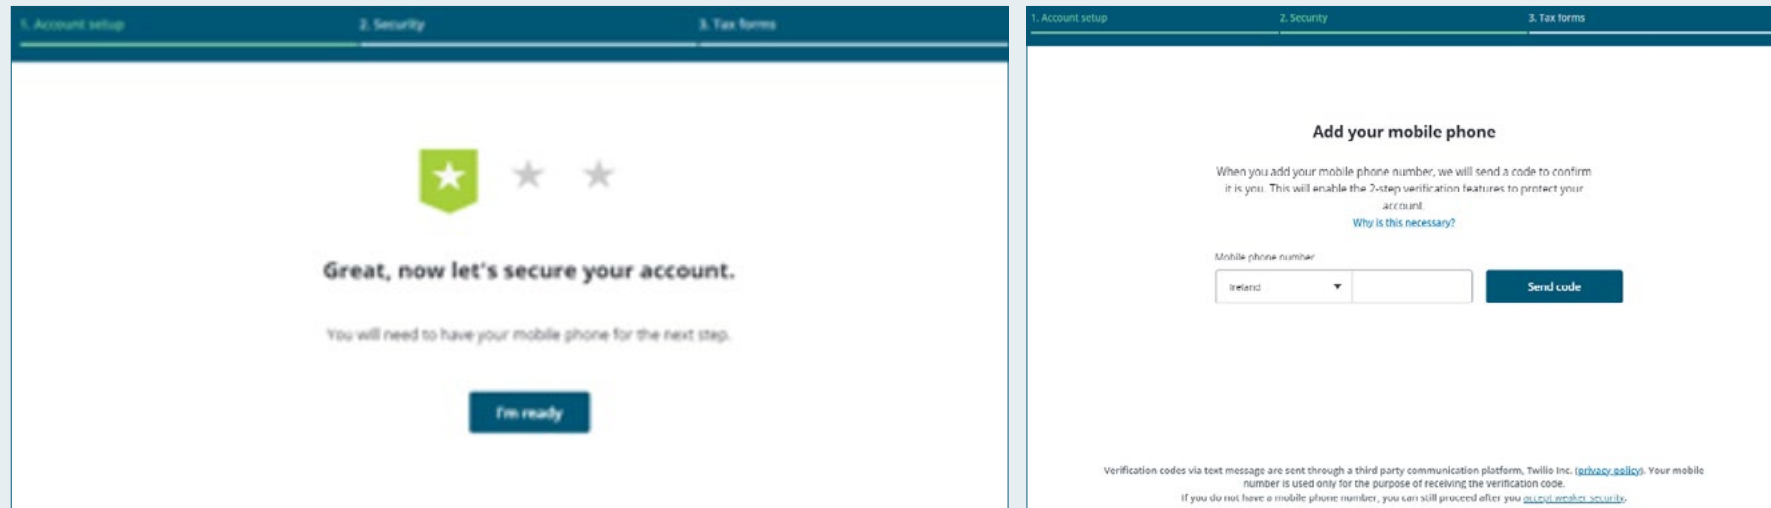 1. Account setup 2. Security 3. Tax forms
Great, now let's secure your account.
You will need to have your mobile phone for the next step.
I'm ready
1. Account setup 2. Security 3. Tax forms
Add your mobile phone
When you add your mobile phone number, we will send a code to confirm
it is you. This will enable the 2-step verification features to protect your
account.
Why is this necessary?
Mobile phone number
Ireland
Send code
Verification codes via text message are sent through a third party communication platform, Twilio Inc. (privacy policy). Your mobile
number is used only for the purpose of receiving the verification code.
If you do not have a mobile phone number, you can still proceed after you accept weaker security.